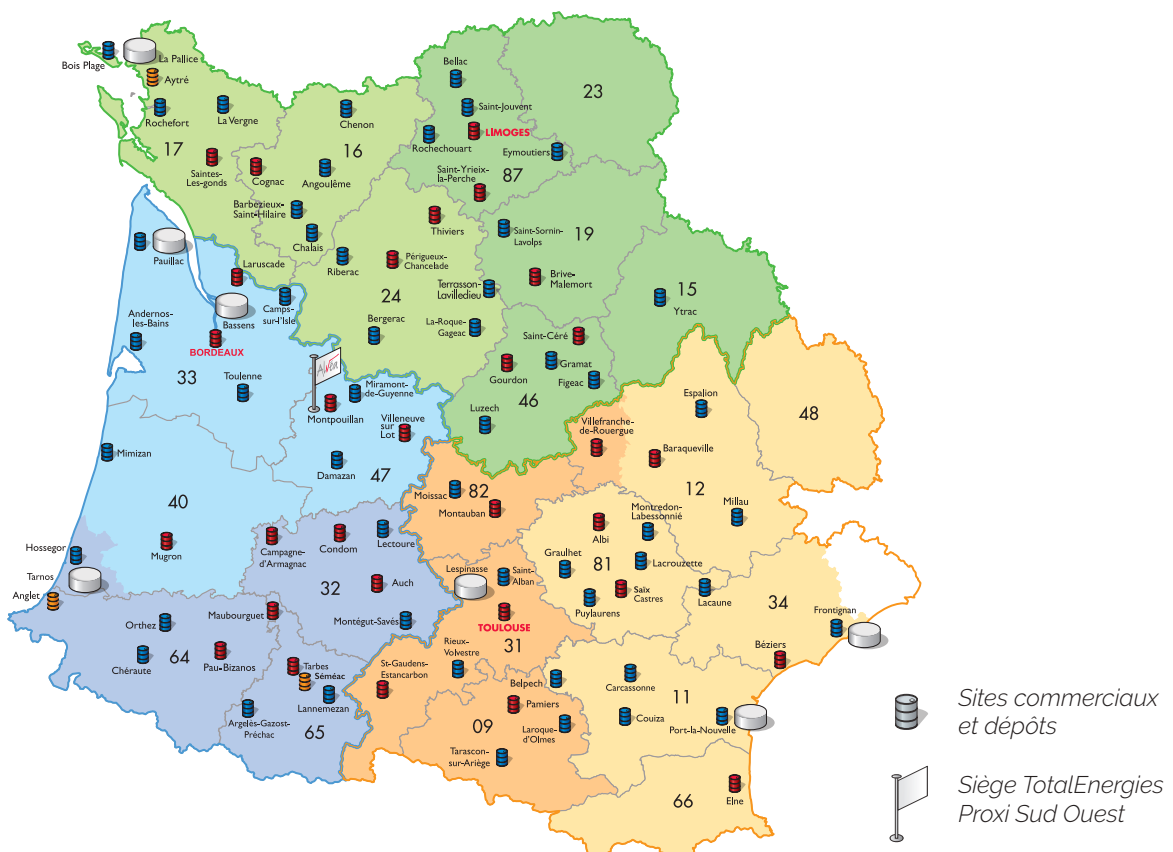 La Pallice
Bois Plage
Aytré
Rochefort
La Vergne
17
Saintes-
Les-gonds
Cognac
Chenon
16
Angoulême
Barbezieux-
Saint-Hilaire
Chalais
Bellac
Saint-Jouvent
LIMOGES
Rochechouart
Eymoutiers
Saint-Yrieix-
la-Perche
87
23
Thiviers
Riberac
Périgueux-
Chancelade
24
Terrasson-
Lavilledieu
Bergerac
La-Roque-
Gageac
Saint-Sornin-
Lavolps
19
Brive-
Malemort
15
Ytrac
Saint-Céré
Gramat
Gourdon
Figeac
46
Luzech
Pauillac
Laruscade
Bassens
Camps-
sur-l'Isle
Andernos-
les-Bains
BORDEAUX
33
Toulenne
Alvea
Miramont-
de-Guyenne
Montpouillan
Villeneuve
sur
Lot
Damazan
47
Mimizan
40
Mugron
Hossegor
Tarnos
Anglet
Campagne-
d'Armagnac
Condom
Lectoure
32
Auch
Montégut-Savés
Maubourguet
Orthez
64
Chéraute
Pau-Bizanos
Tarbes
Séméac
Lannemezan
Argelès-Gazost-
Préchac
65
Villefranche-
de-Rouergue
82
Moissac
Montauban
Lespinasse
Saint-
Alban
TOULOUSE
31
Rieux-
Volvestre
St-Gaudens-
Estancarbon
09
Pamiers
Laroque-
d'Olmes
Tarascon-
sur-Ariège
Espalion
48
Baraqueville
12
Millau
Montredon-
Labessonnié
Albi
Graulhet
81
Lacrouzette
Saïx
Castres
Puylaurens
Lacaune
34
Frontignan
Béziers
Belpech
Carcassonne
11
Couiza
Port-la-Nouvelle
66
Elne
Sites commerciaux
et dépôts
Siège TotalEnergies
Proxi Sud Ouest